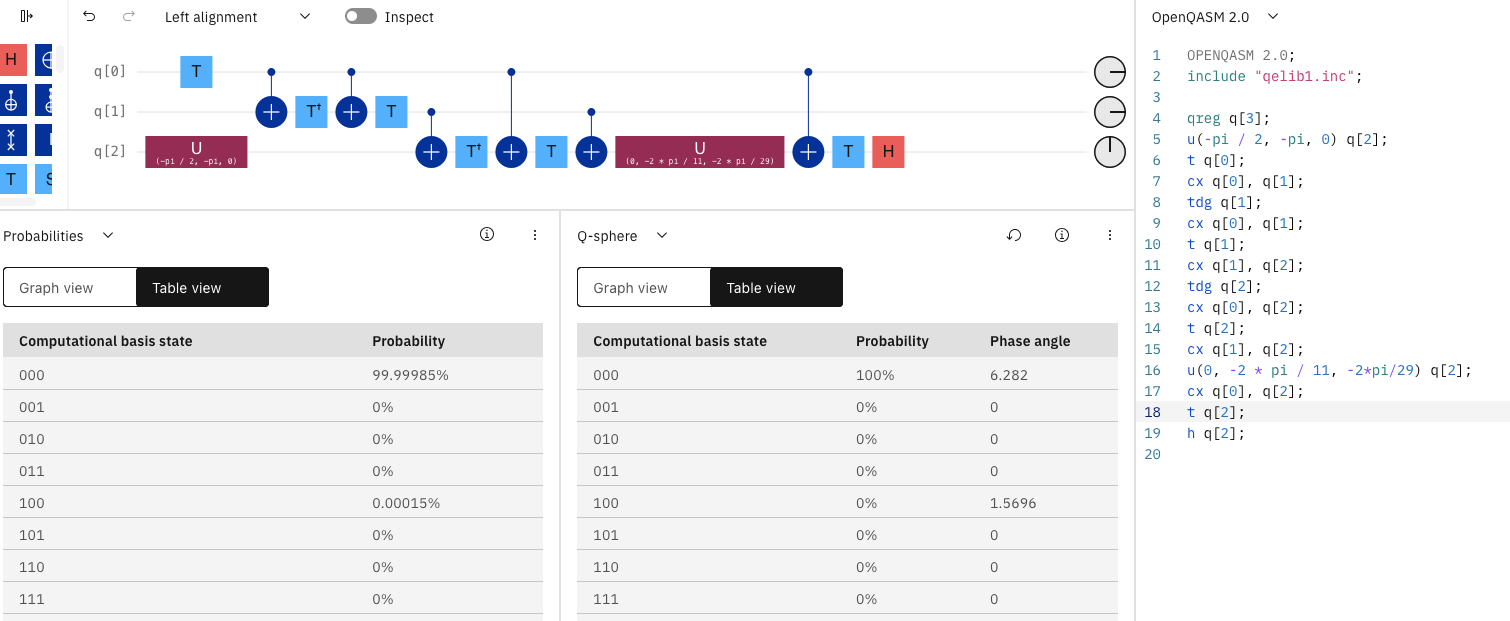 Left alignment
Inspect
OpenQASM 2.0
H
T
S
q[0]
T
q[1]
T†
T
q[2]
U
(-pi / 2, -pi, 0)
T†
T
U
(0, -2 * pi / 11, -2 * pi / 29)
T
H
Probabilities
Graph view
Table view
Computational basis state Probability
000 99.99985%
001 0%
010 0%
011 0%
100 0.00015%
101 0%
110 0%
111 0%
Q-sphere
Graph view
Table view
Computational basis state Probability Phase angle
000 100% 6.282
001 0% 0
010 0% 0
011 0% 0
100 0% 1.5696
101 0% 0
110 0% 0
111 0% 0
1 OPENQASM 2.0;
2 include "qelib1.inc";
3
4 qreg q[3];
5 u(-pi / 2, -pi, 0) q[2];
6 t q[0];
7 cx q[0], q[1];
8 tdg q[1];
9 cx q[0], q[1];
10 t q[1];
11 cx q[1], q[2];
12 tdg q[2];
13 cx q[0], q[2];
14 t q[2];
15 cx q[1], q[2];
16 u(0, -2 * pi / 11, -2*pi/29) q[2];
17 cx q[0], q[2];
18 t q[2];
19 h q[2];
20